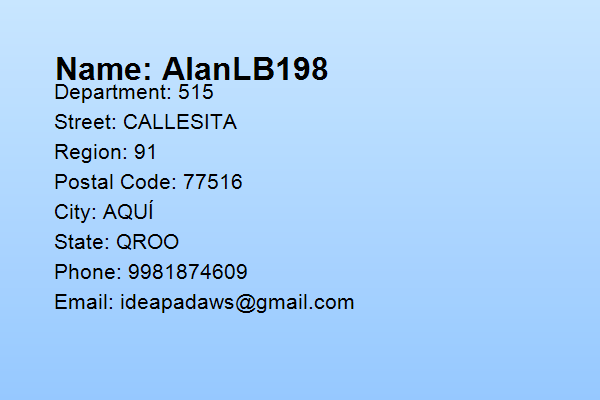 Name: AlanLB198
Department: 515
Street: CALLESITA
Region: 91
Postal Code: 77516
City: AQUÍ
State: QROO
Phone: 9981874609
Email: ideapadaws@gmail.com